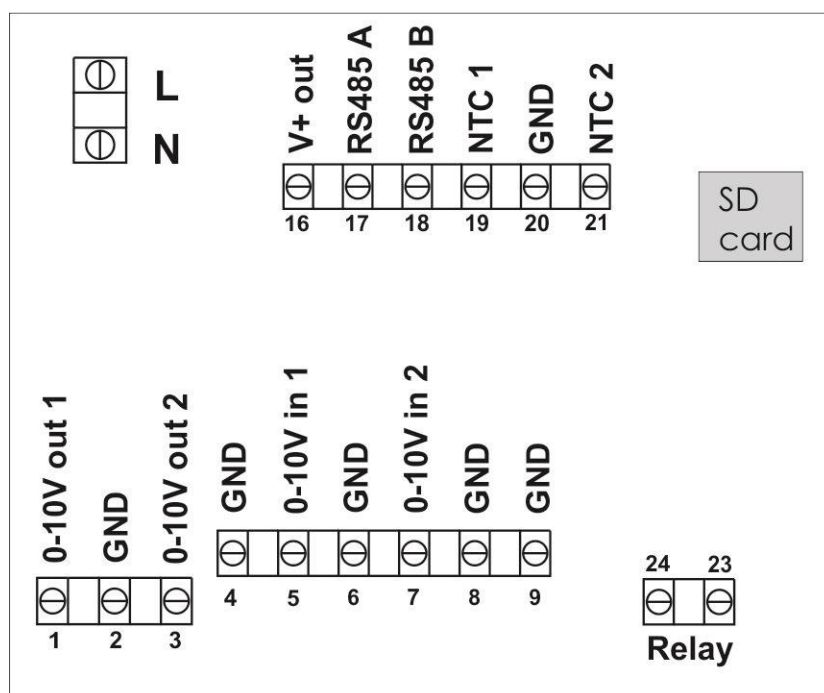 L
N
V+ out
RS485 A
RS485 B
NTC 1
GND
NTC 2
16 17 18 19 20 21
SD
card
0-10V out 1
GND
0-10V out 2
GND
0-10V in 1
GND
0-10V in 2
GND
GND
1 2 3
4 5 6 7 8 9
24 23
Relay